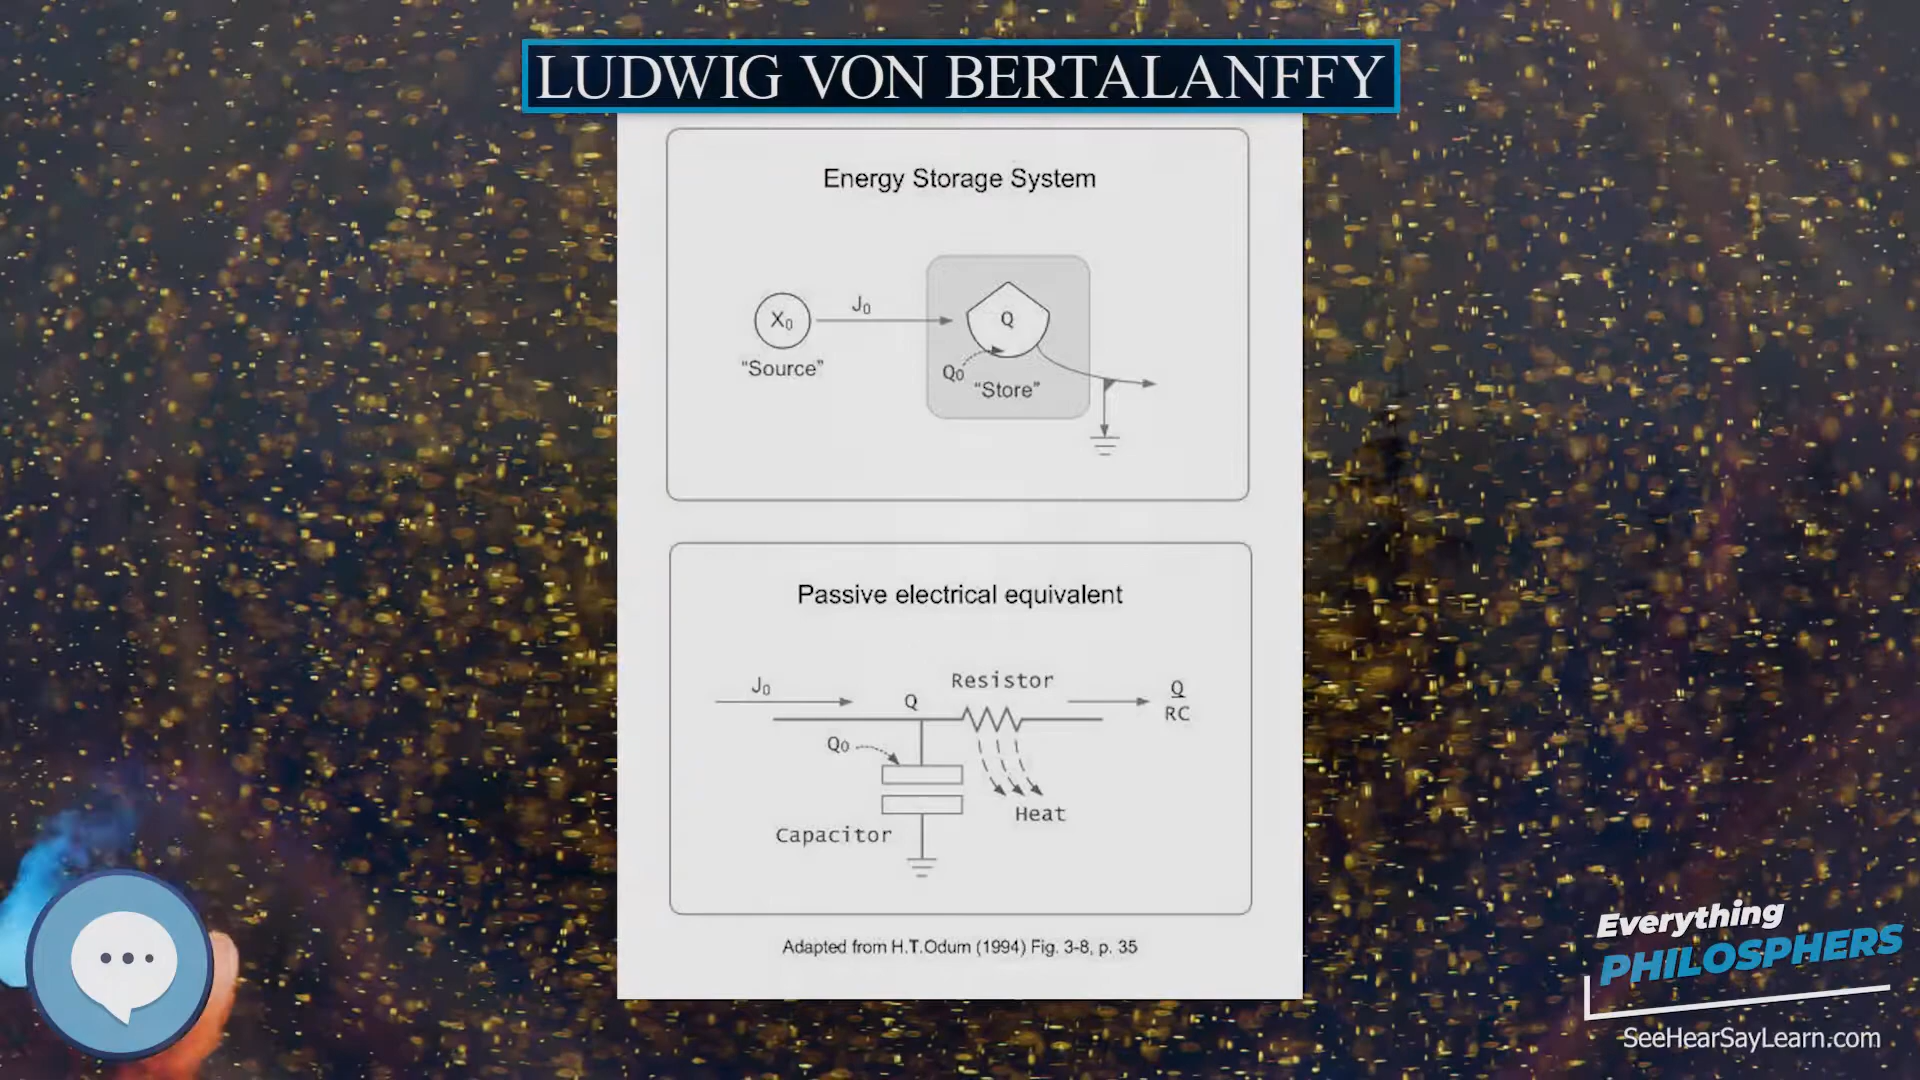 LUDWIG VON BERTALANFFY
Energy Storage System
X0
J0
Q
Q0
"Source"
"Store"
Passive electrical equivalent
J0
Q
Resistor
Q
RC
Q0
Heat
Capacitor
Adapted from H.T.Odum (1994) Fig. 3-8, p. 35
Everything
PHILOSPHERS
SeeHearSayLearn.com